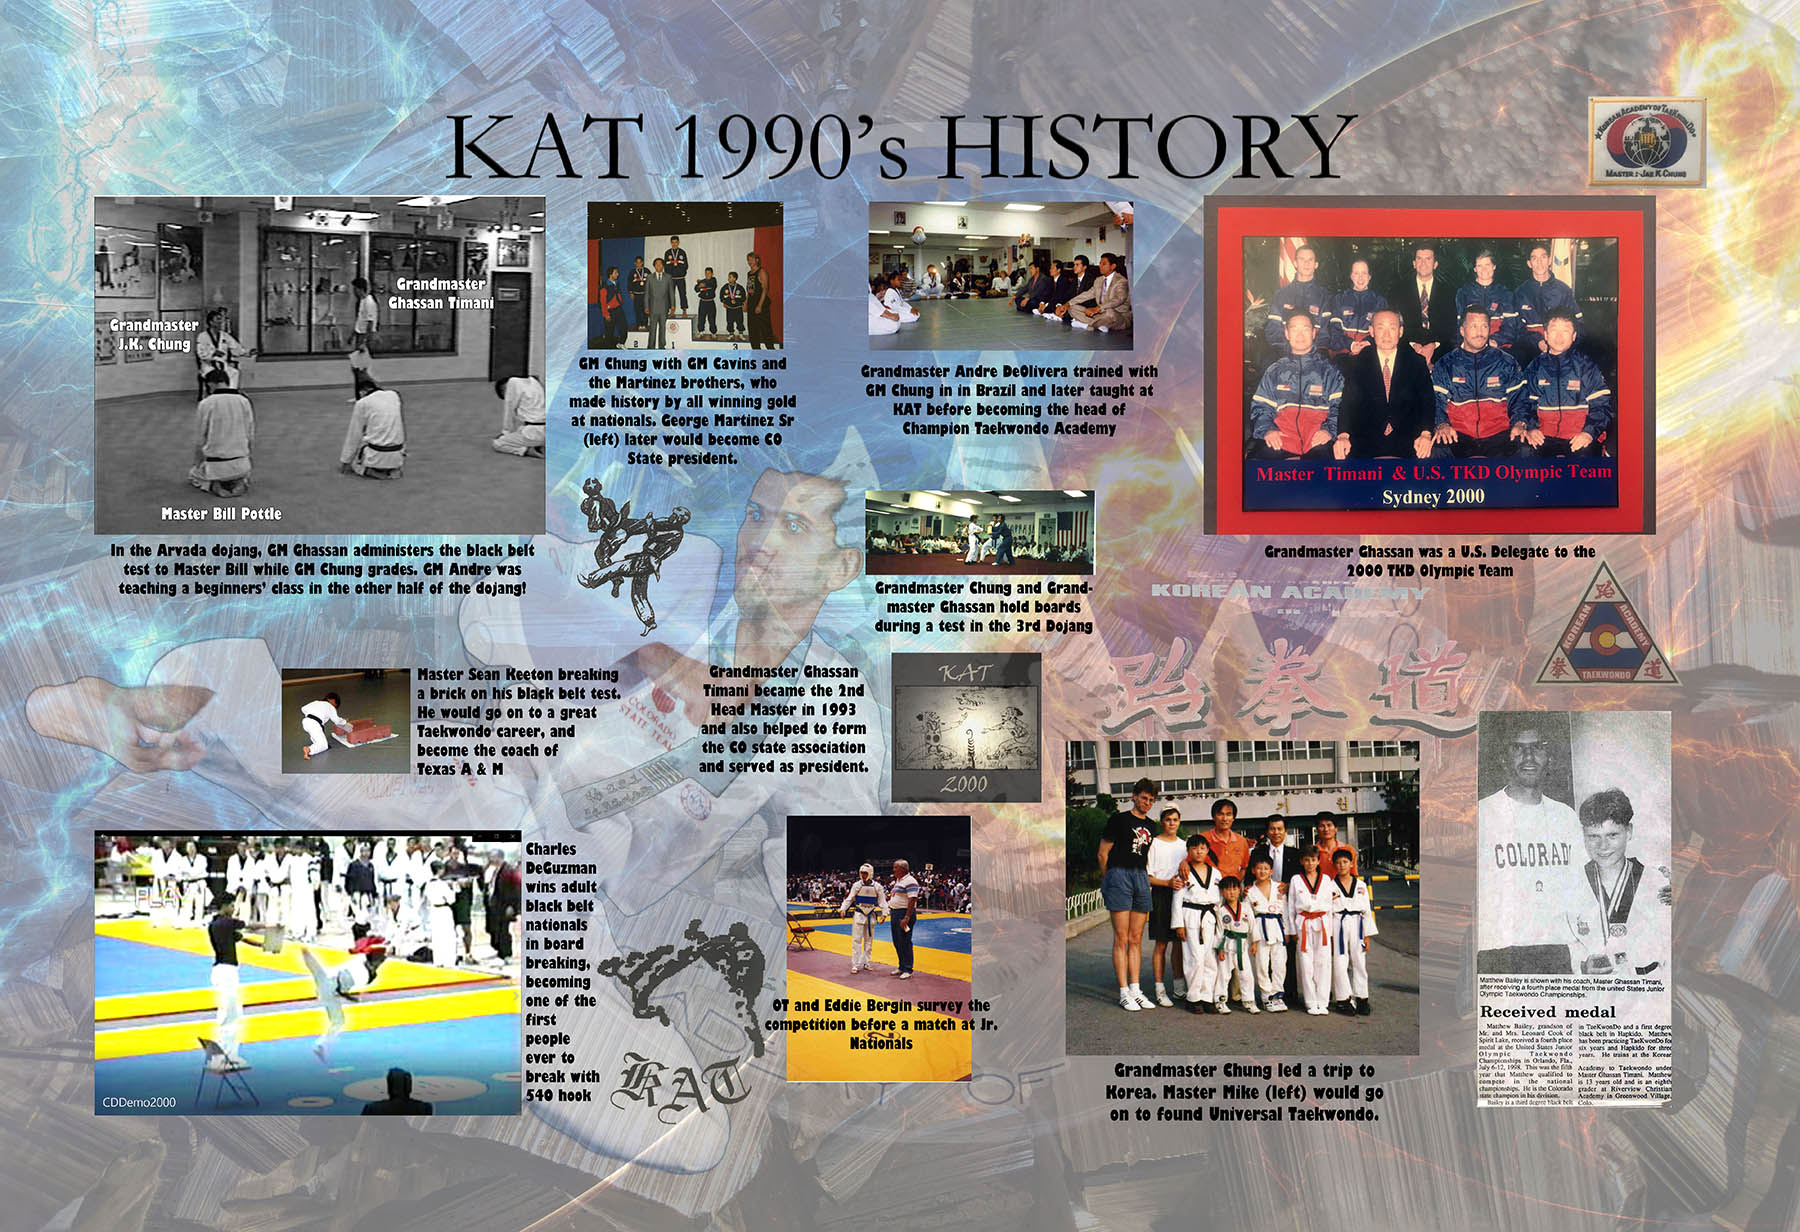 KAT 1990's HISTORY
KOREAN ACADEMY OF TAEKWONDO
MASTER: JAE K CHUNG
Grandmaster
Ghassan Timani
Grandmaster
J.K. Chung
Master Bill Pottle
In the Arvada dojang, GM Ghassan administers the black belt
test to Master Bill while GM Chung grades. GM Andre was
teaching a beginners' class in the other half of the dojang!
2
1
3
GM Chung with GM Cavins and
the Martinez brothers, who
made history by all winning gold
at nationals. George Martinez Sr
(left) later would become CO
State president.
Grandmaster Andre DeOlivera trained with
GM Chung in in Brazil and later taught at
KAT before becoming the head of
Champion Taekwondo Academy
Master Timani & U.S. TKD Olympic Team
Sydney 2000
Grandmaster Ghassan was a U.S. Delegate to the
2000 TKD Olympic Team
Grandmaster Chung and Grand-
master Ghassan hold boards
during a test in the 3rd Dojang
KOREAN ACADEMY
跆拳道
跆
KOREAN
ACADEMY
拳 道
TAEKWONDO
Master Sean Keeton breaking
a brick on his black belt test.
He would go on to a great
Taekwondo career, and
become the coach of
Texas A & M
COLORADO
STATE TEAM
Grandmaster Ghassan
Timani became the 2nd
Head Master in 1993
and also helped to form
the CO state association
and served as president.
KAT
2000
PLAY
CDDemo2000
Charles
DeGuzman
wins adult
black belt
nationals
in board
breaking,
becoming
one of the
first
people
ever to
break with
540 hook
KAT
OT and Eddie Bergin survey the
competition before a match at Jr.
Nationals
기원
Grandmaster Chung led a trip to
Korea. Master Mike (left) would go
on to found Universal Taekwondo.
COLORAD
Matthew Bailey is shown with his coach, Master Ghassan Timani,
after receiving a fourth place medal from the united States Junior
Olympic Taekwondo Championships.
Received medal
Matthew Bailey, grandson of
Mr. and Mrs. Leonard Cook of
Spirit Lake, received a fourth place
medal at the United States Junior
Olympic Taekwondo
Championships in Orlando, Fla.,
July 6-12, 1998. This was the fifth
year that Matthew qualified to
compete in the national
championships. He is the Colorado
state champion in his division.
Bailey is a third degree black belt
in TaeKwonDo and a first degree
black belt in Hapkido. Matthew
has been practicing TaeKwonDo for
six years and Hapkido for three
years. He trains at the Korean
Academy to Taekwondo under
Master Ghassan Timani. Matthew
is 13 years old and is an eighth
grader at Riverview Christian
Academy in Greenwood Village,
Colo.